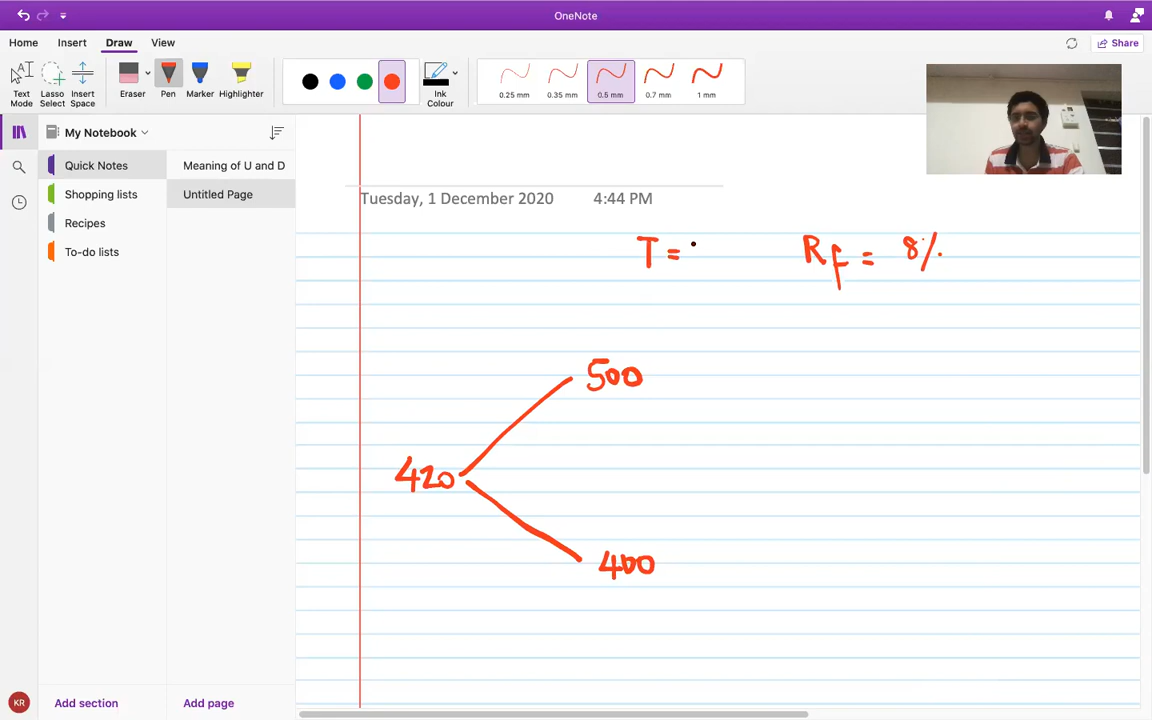 OneNote
Home Insert Draw View
Share
Text Mode
Lasso Select
Insert Space
Eraser
Pen
Marker
Highlighter
Ink Colour
0.25 mm
0.35 mm
0.5 mm
0.7 mm
1 mm
My Notebook
Quick Notes
Shopping lists
Recipes
To-do lists
Meaning of U and D
Untitled Page
Tuesday, 1 December 2020 4:44 PM
T = Rf = 8%
500
420
400
KR
Add section
Add page